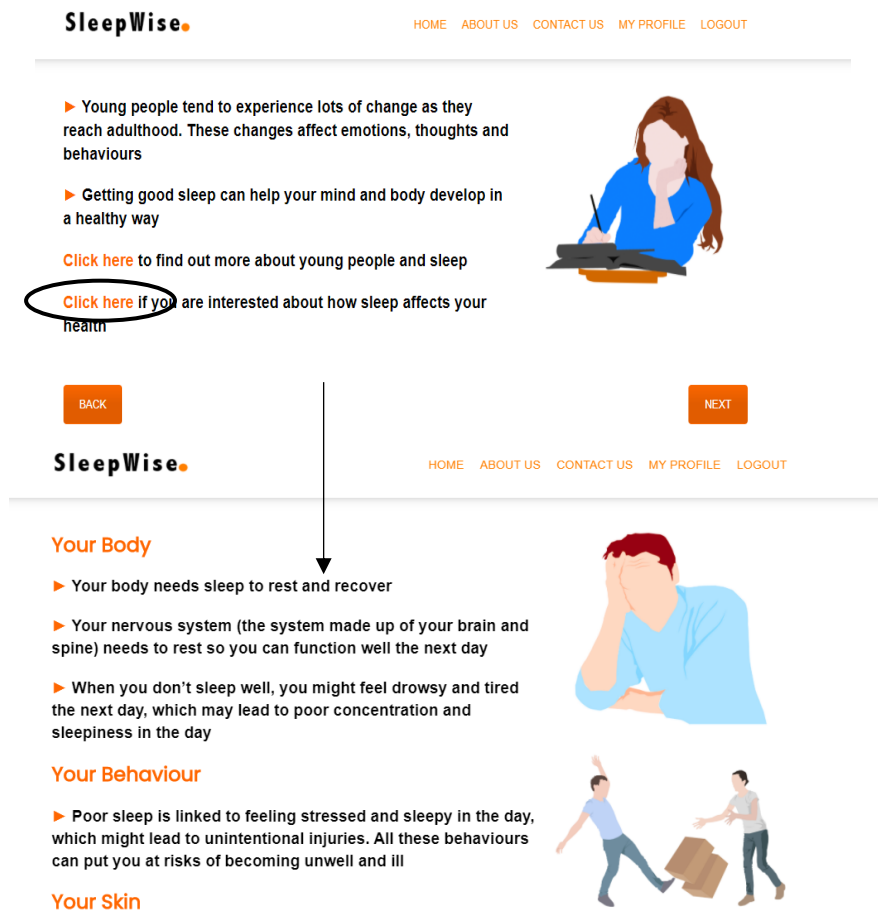 SleepWise.
HOME ABOUT US CONTACT US MY PROFILE LOGOUT
► Young people tend to experience lots of change as they
reach adulthood. These changes affect emotions, thoughts and
behaviours
► Getting good sleep can help your mind and body develop in
a healthy way
Click here to find out more about young people and sleep
Click here if you are interested about how sleep affects your
health
BACK
NEXT
SleepWise.
HOME ABOUT US CONTACT US MY PROFILE LOGOUT
Your Body
► Your body needs sleep to rest and recover
► Your nervous system (the system made up of your brain and
spine) needs to rest so you can function well the next day
► When you don’t sleep well, you might feel drowsy and tired
the next day, which may lead to poor concentration and
sleepiness in the day
Your Behaviour
► Poor sleep is linked to feeling stressed and sleepy in the day,
which might lead to unintentional injuries. All these behaviours
can put you at risks of becoming unwell and ill
Your Skin